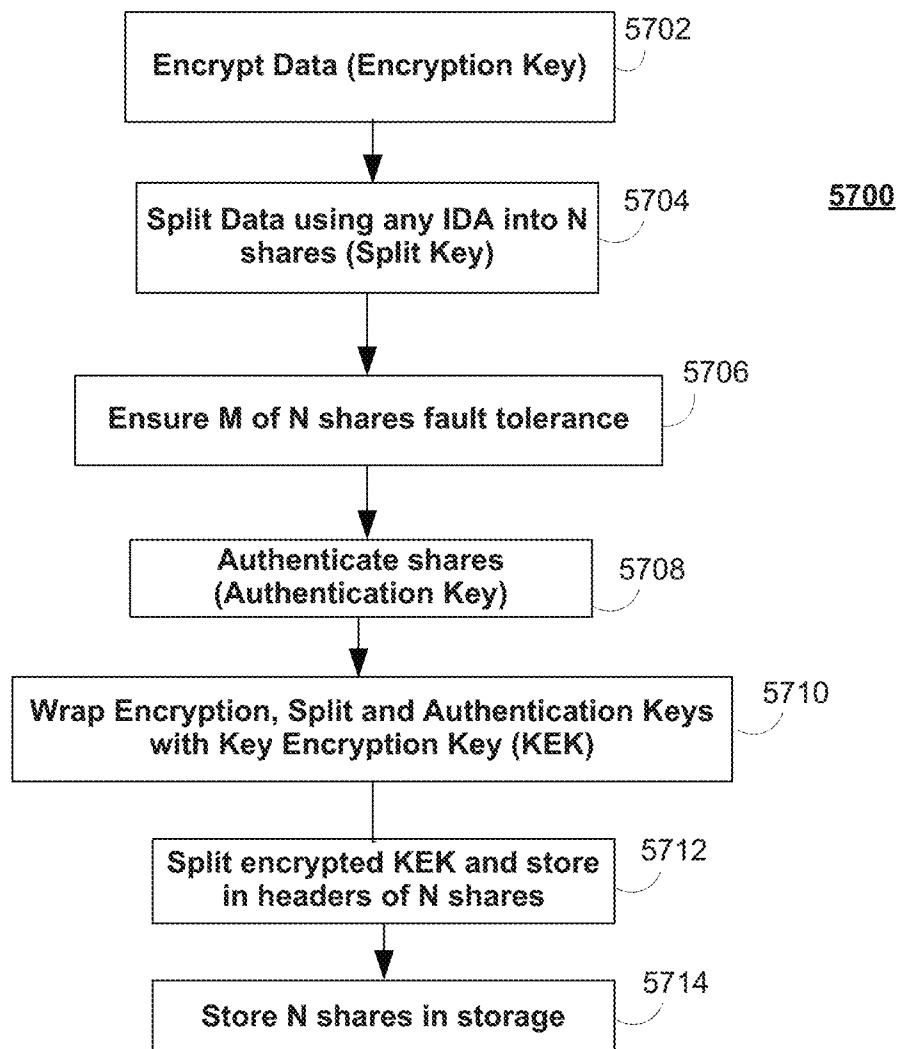 5702
Encrypt Data (Encryption Key)
5704
5700
Split Data using any IDA into N
shares (Split Key)
5706
Ensure M of N shares fault tolerance
5708
Authenticate shares
(Authentication Key)
5710
Wrap Encryption, Split and Authentication Keys
with Key Encryption Key (KEK)
5712
Split encrypted KEK and store
in headers of N shares
5714
Store N shares in storage